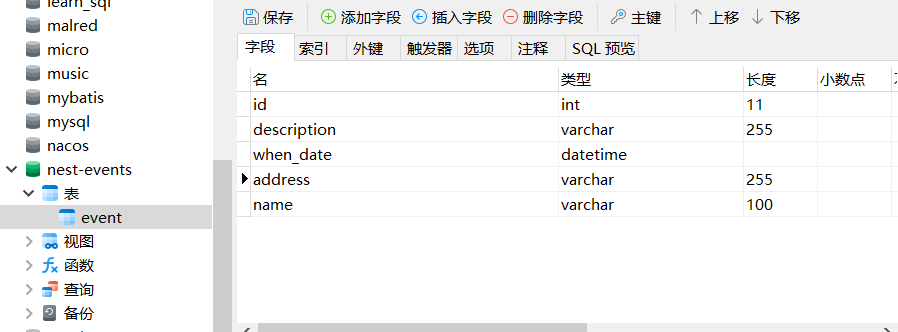 learn_sql
malred
micro
music
mybatis
mysql
nacos
nest-events
表
event
视图
函数
查询
备份
保存 添加字段 插入字段 删除字段 主键 上移 下移
字段 索引 外键 触发器 选项 注释 SQL 预览
名 类型 长度 小数点
id int 11
description varchar 255
when_date datetime
address varchar 255
name varchar 100